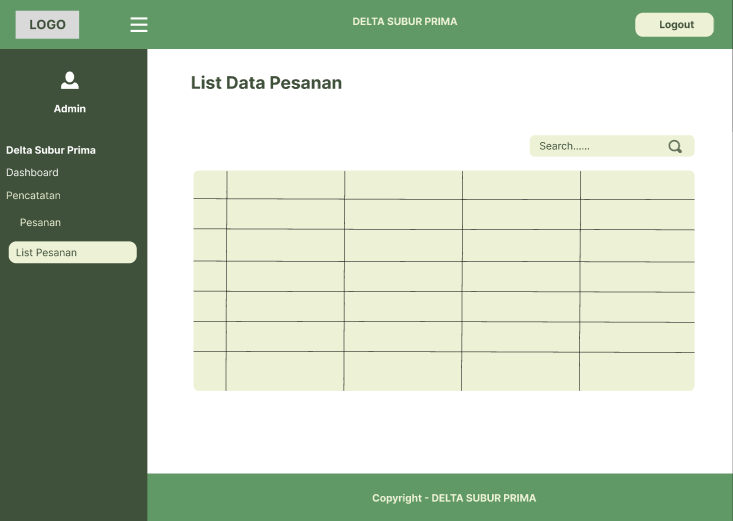 LOGO
DELTA SUBUR PRIMA
Logout
Admin
Delta Subur Prima
Dashboard
Pencatatan
Pesanan
List Pesanan
List Data Pesanan
Search......
Copyright - DELTA SUBUR PRIMA